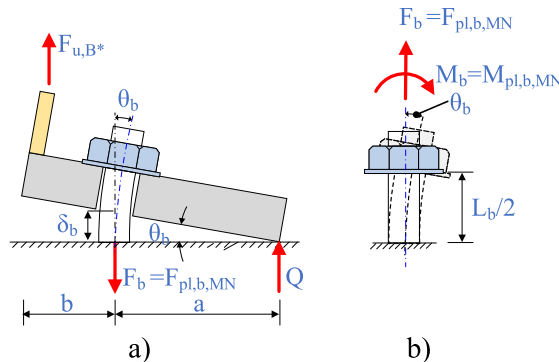 F_u,B*
θ_b
δ_b
θ_b
F_b=F_pl,b,MN
Q
b
a
a)
F_b=F_pl,b,MN
M_b=M_pl,b,MN
θ_b
L_b/2
b)